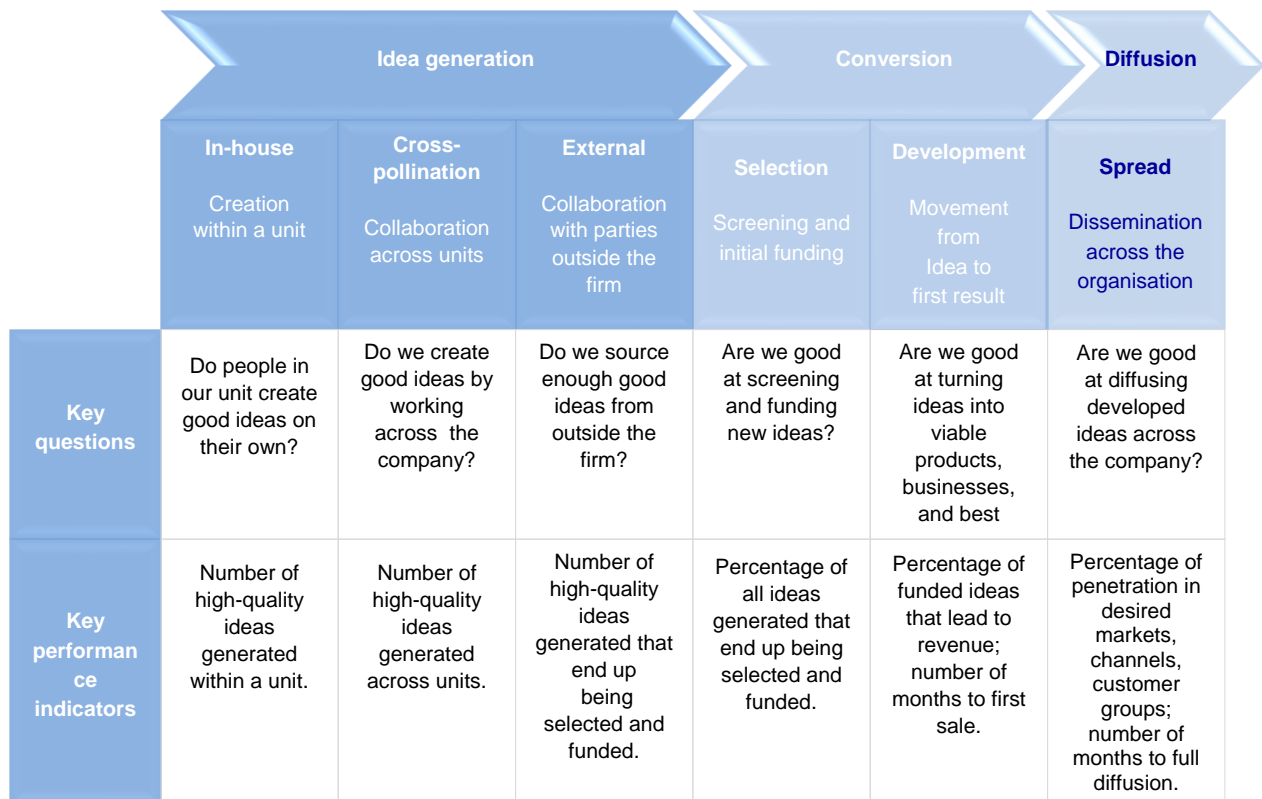 Idea generation
Conversion
Diffusion
In-house
Creation
within a unit
Cross-
pollination
Collaboration
across units
External
Collaboration
with parties
outside the
firm
Selection
Screening and
initial funding
Development
Movement
from
Idea to
first result
Spread
Dissemination
across the
organisation
Key
questions
Do people in
our unit create
good ideas on
their own?
Do we create
good ideas by
working
across the
company?
Do we source
enough good
ideas from
outside the
firm?
Are we good
at screening
and funding
new ideas?
Are we good
at turning
ideas into
viable
products,
businesses,
and best
Are we good
at diffusing
developed
ideas across
the company?
Key
performan
ce
indicators
Number of
high-quality
ideas
generated
within a unit.
Number of
high-quality
ideas
generated
across units.
Number of
high-quality
ideas
generated that
end up
being
selected and
funded.
Percentage of
all ideas
generated that
end up being
selected and
funded.
Percentage of
funded ideas
that lead to
revenue;
number of
months to first
sale.
Percentage of
penetration in
desired
markets,
channels,
customer
groups;
number of
months to full
diffusion.